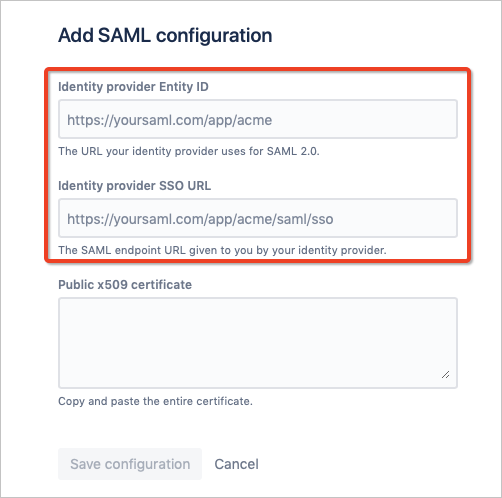 Add SAML configuration
Identity provider Entity ID
https://yoursaml.com/app/acme
The URL your identity provider uses for SAML 2.0.
Identity provider SSO URL
https://yoursaml.com/app/acme/saml/sso
The SAML endpoint URL given to you by your identity provider.
Public x509 certificate
Copy and paste the entire certificate.
Save configuration Cancel